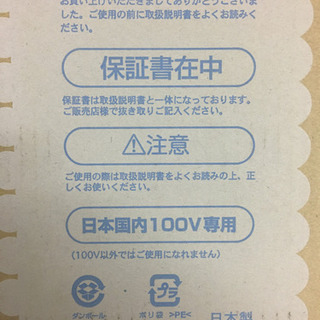 お買い上げいただきましてありがとうございまし
た。ご使用の前に取扱説明書をよくお読みく
ださい。
保証書在中
保証書は取扱説明書と一体になっております。
ご販売店様で抜き取りご記入ください。
⚠注意
ご使用の際は取扱説明書をよくお読みの上。正
しくお使いください。
日本国内100V専用
(100V以外ではご使用になれません)
ダンボール
プラ
ポリ袋 >PE<
日本製